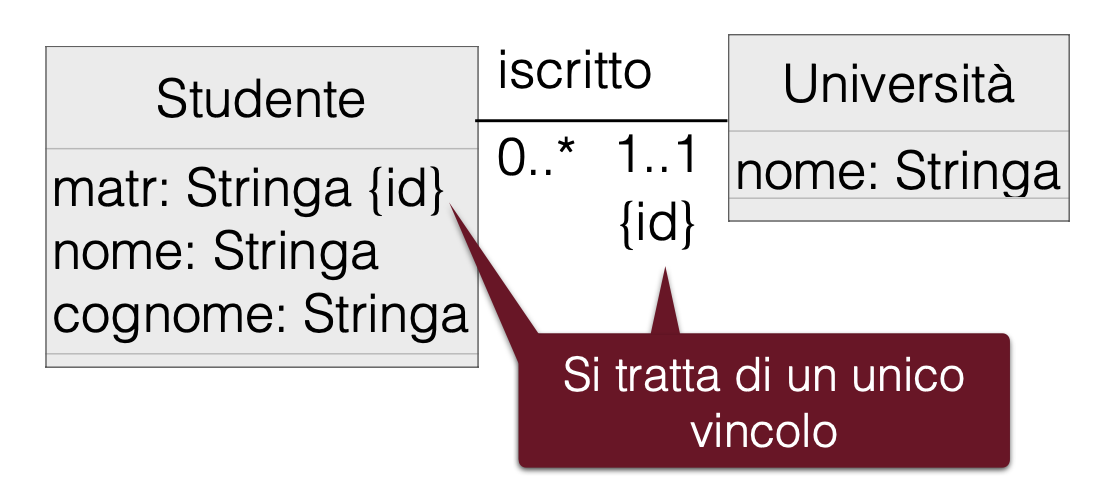 Studente
matr: Stringa {id}
nome: Stringa
cognome: Stringa
iscritto
0..* 1..1
{id}
Università
nome: Stringa
Si tratta di un unico
vincolo